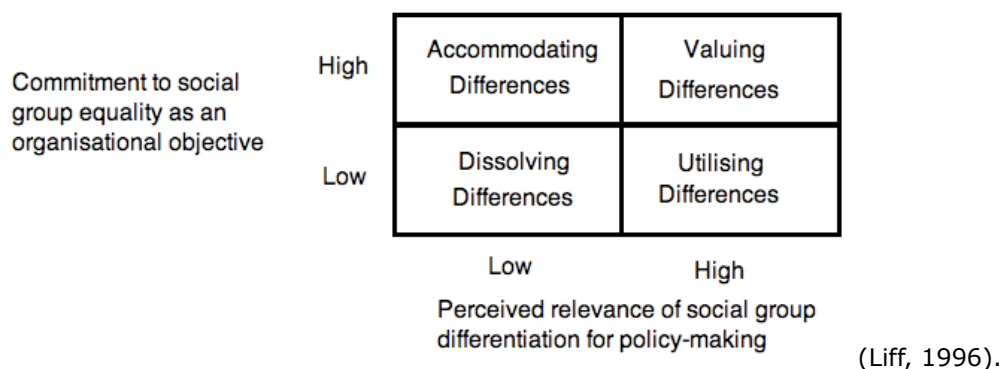 Commitment to social
group equality as an
organisational objective
High
Accommodating
Differences
Valuing
Differences
Low
Dissolving
Differences
Utilising
Differences
Low
High
Perceived relevance of social group
differentiation for policy-making
(Liff, 1996).